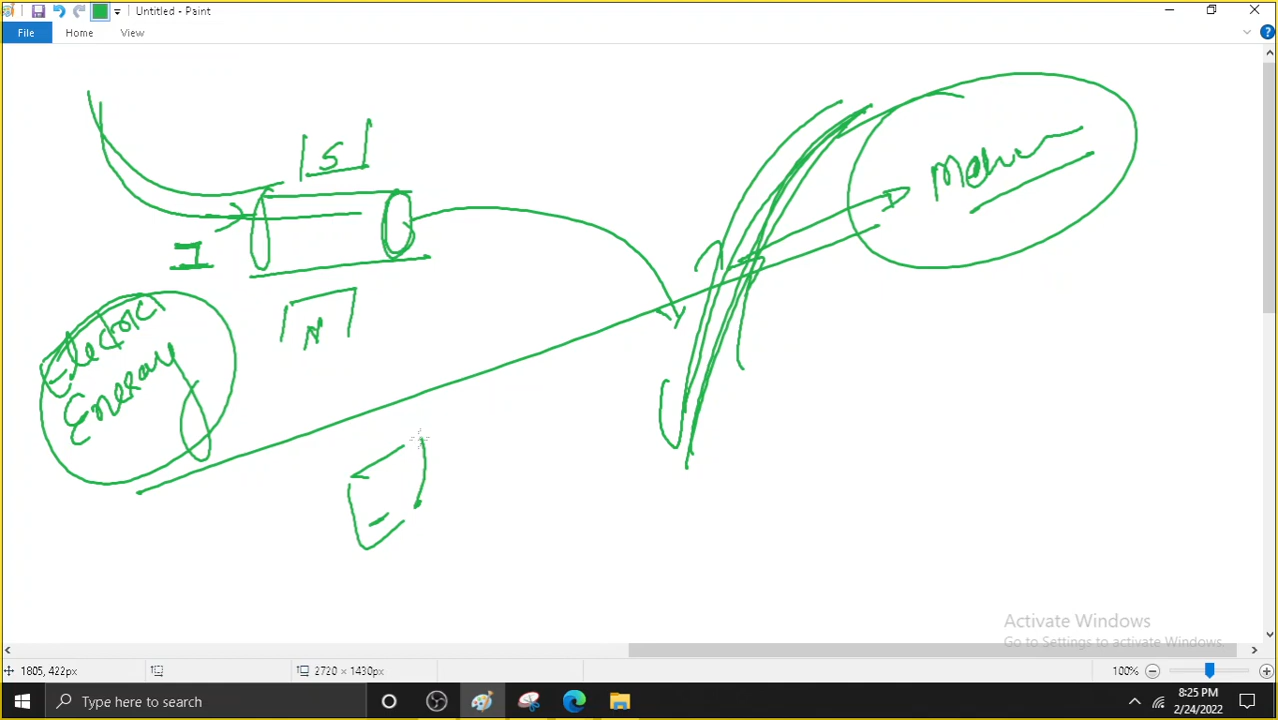 Untitled - Paint
File Home View
S
I
N
Electric
Energy
Activate Windows
Go to Settings to activate Windows.
1805, 422px
2720 × 1430px
100%
Type here to search
8:25 PM
2/24/2022